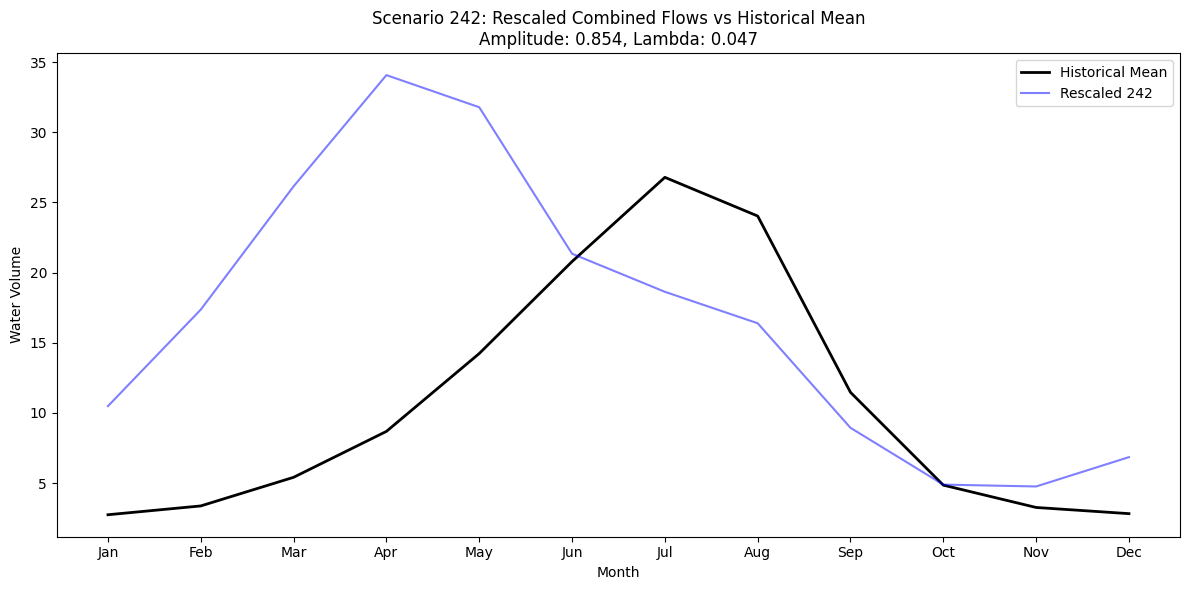 Scenario 242: Rescaled Combined Flows vs Historical Mean
Amplitude: 0.854, Lambda: 0.047
Historical Mean
Rescaled 242
Water Volume
35
30
25
20
15
10
5
Jan Feb Mar Apr May Jun Jul Aug Sep Oct Nov Dec
Month